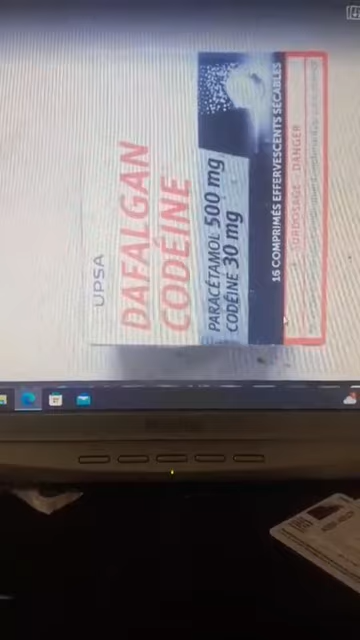 UPSA
DAFALGAN
CODÉINE
PARACÉTAMOL 500 mg
CODÉINE 30 mg
16 COMPRIMÉS EFFERVESCENTS SÉCABLES
SURDOSAGE = DANGER